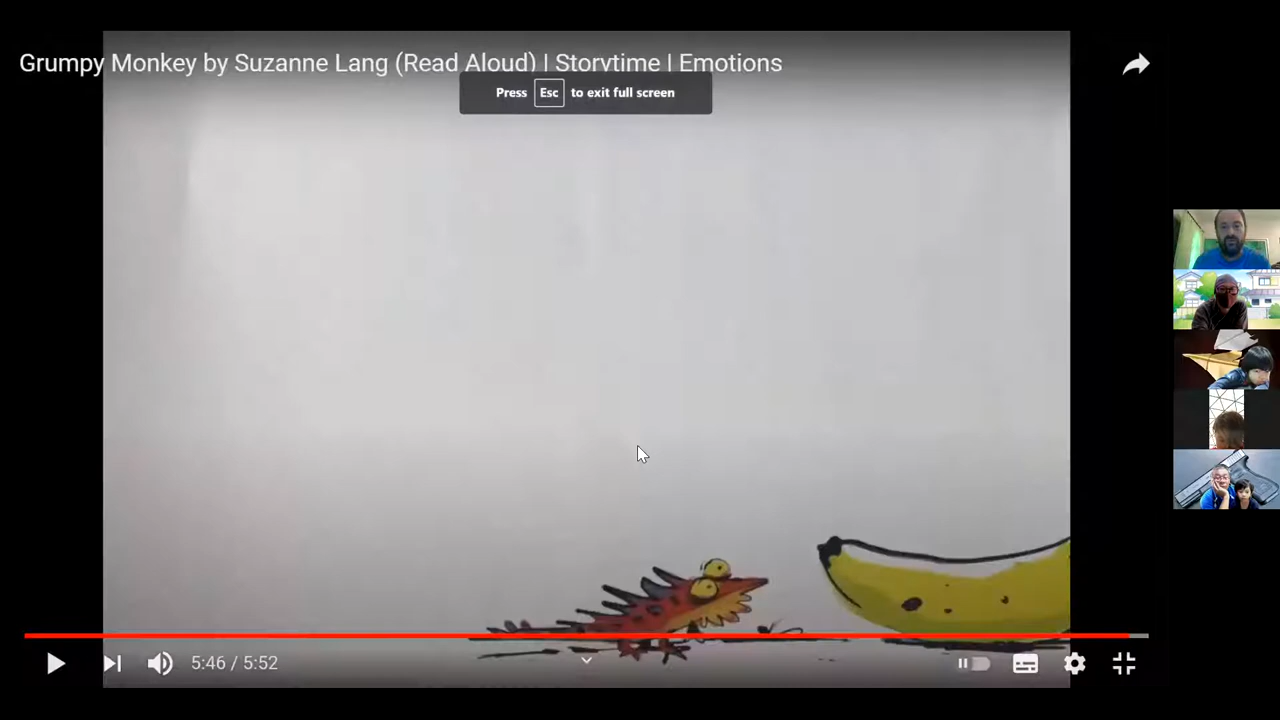 Grumpy Monkey by Suzanne Lang (Read Aloud) | Storytime | Emotions
Press Esc to exit full screen
5:46 / 5:52